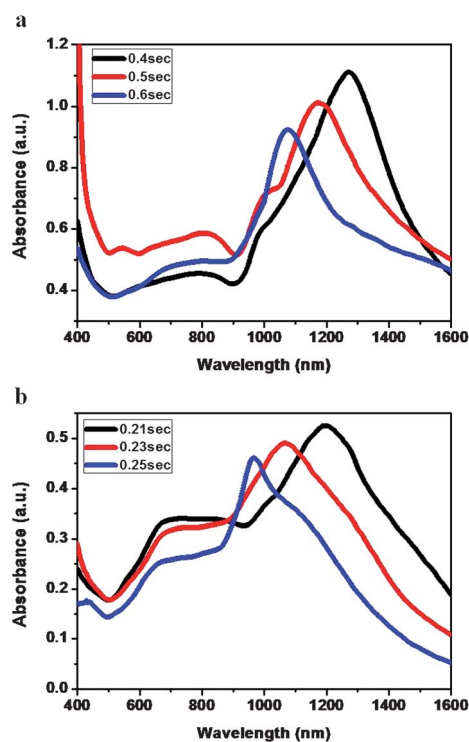 a
1.2
1.0
0.8
0.6
0.4
Absorbance (a.u.)
0.4sec
0.5sec
0.6sec
400 600 800 1000 1200 1400 1600
Wavelength (nm)
b
0.5
0.4
0.3
0.2
0.1
0.0
Absorbance (a.u.)
0.21sec
0.23sec
0.25sec
400 600 800 1000 1200 1400 1600
Wavelength (nm)